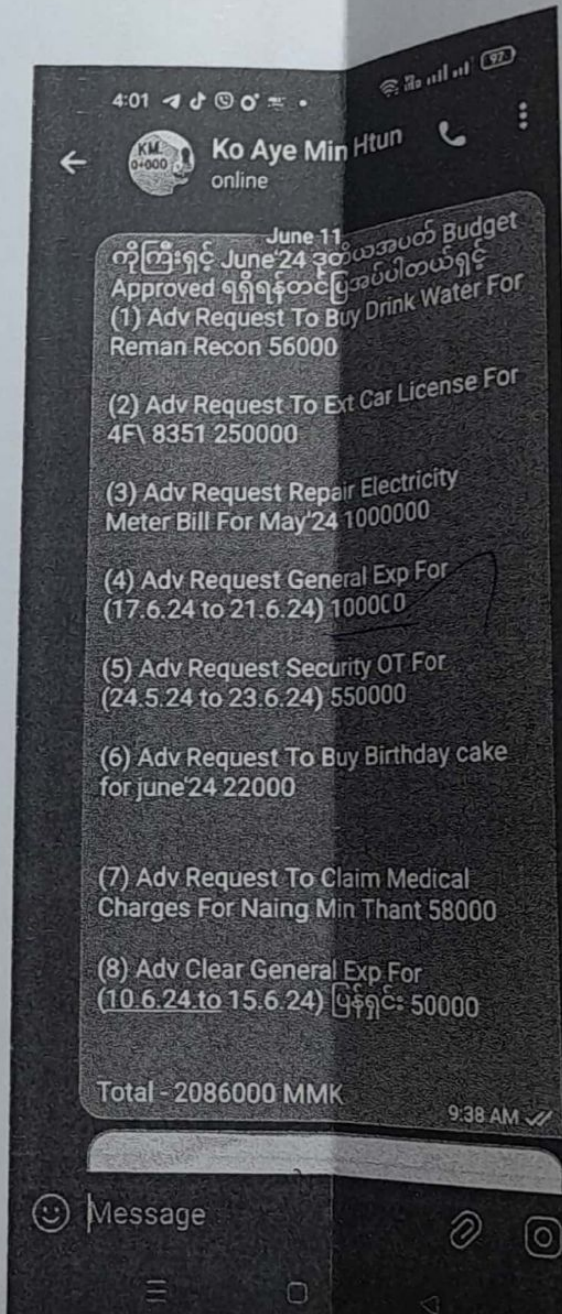 4:01
97
KM
0+000
Ko Aye Min Htun
online
June 11
ကိုကြီးရှင့် June'24 ဒုတိယအပတ် Budget
Approved ရရှိရန်တင်ပြအပ်ပါတယ်ရှင့်
(1) Adv Request To Buy Drink Water For
Reman Recon 56000
(2) Adv Request To Ext Car License For
4F\ 8351 250000
(3) Adv Request Repair Electricity
Meter Bill For May'24 1000000
(4) Adv Request General Exp For
(17.6.24 to 21.6.24) 100000
(5) Adv Request Security OT For
(24.5.24 to 23.6.24) 550000
(6) Adv Request To Buy Birthday cake
for june'24 22000
(7) Adv Request To Claim Medical
Charges For Naing Min Thant 58000
(8) Adv Clear General Exp For
(10.6.24 to 15.6.24) ပြန်ရှင်း 50000
Total - 2086000 MMK
9:38 AM
Message